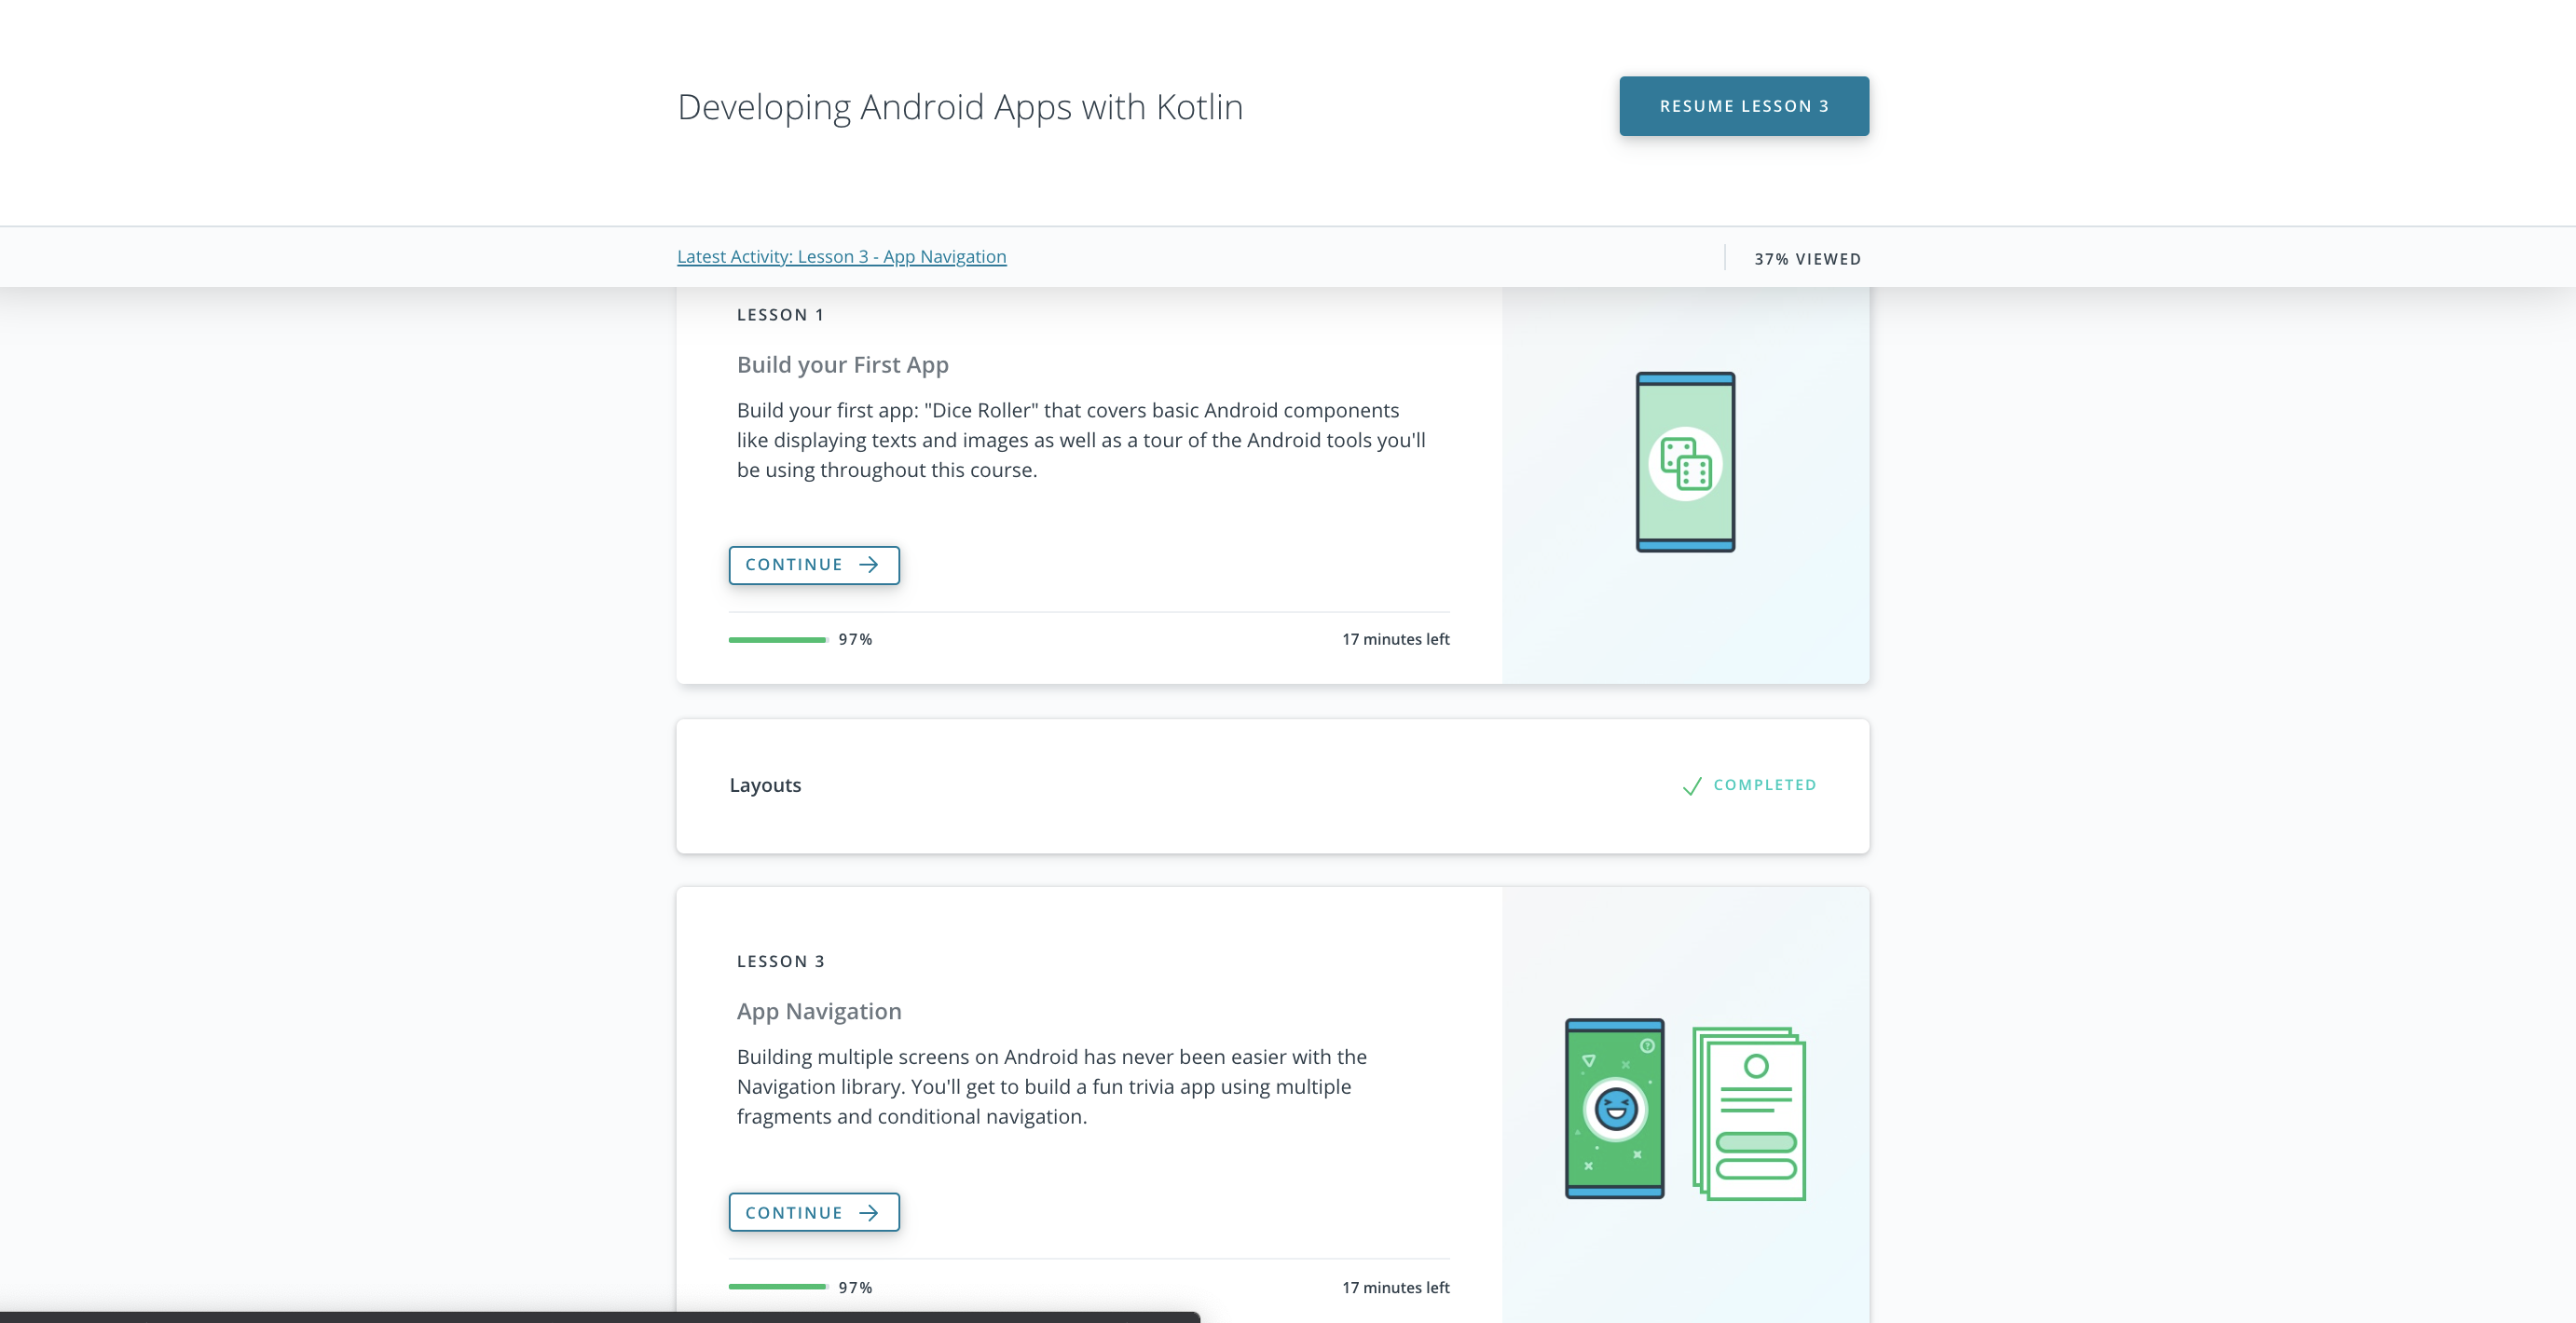 Developing Android Apps with Kotlin
RESUME LESSON 3
Latest Activity: Lesson 3 - App Navigation
37% VIEWED
LESSON 1
Build your First App
Build your first app: "Dice Roller" that covers basic Android components
like displaying texts and images as well as a tour of the Android tools you'll
be using throughout this course.
CONTINUE
97%
17 minutes left
Layouts
COMPLETED
LESSON 3
App Navigation
Building multiple screens on Android has never been easier with the
Navigation library. You'll get to build a fun trivia app using multiple
fragments and conditional navigation.
?
CONTINUE
97%
17 minutes left